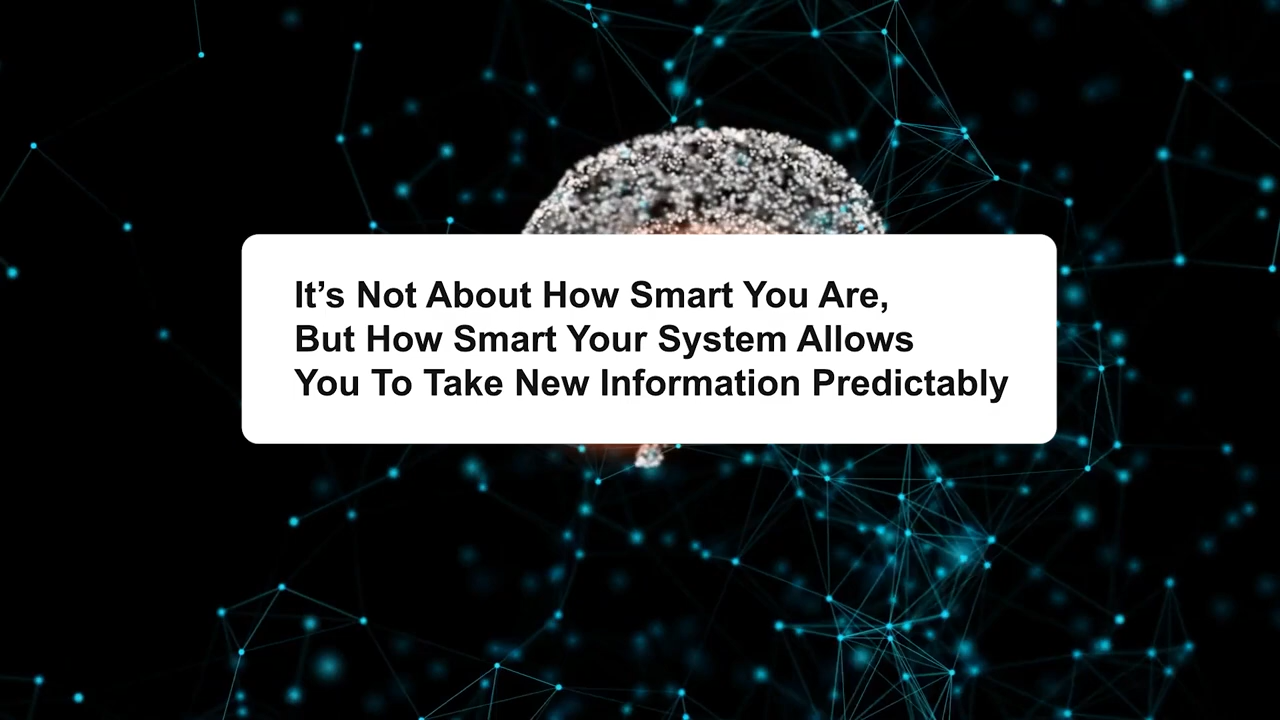 It’s Not About How Smart You Are,
But How Smart Your System Allows
You To Take New Information Predictably